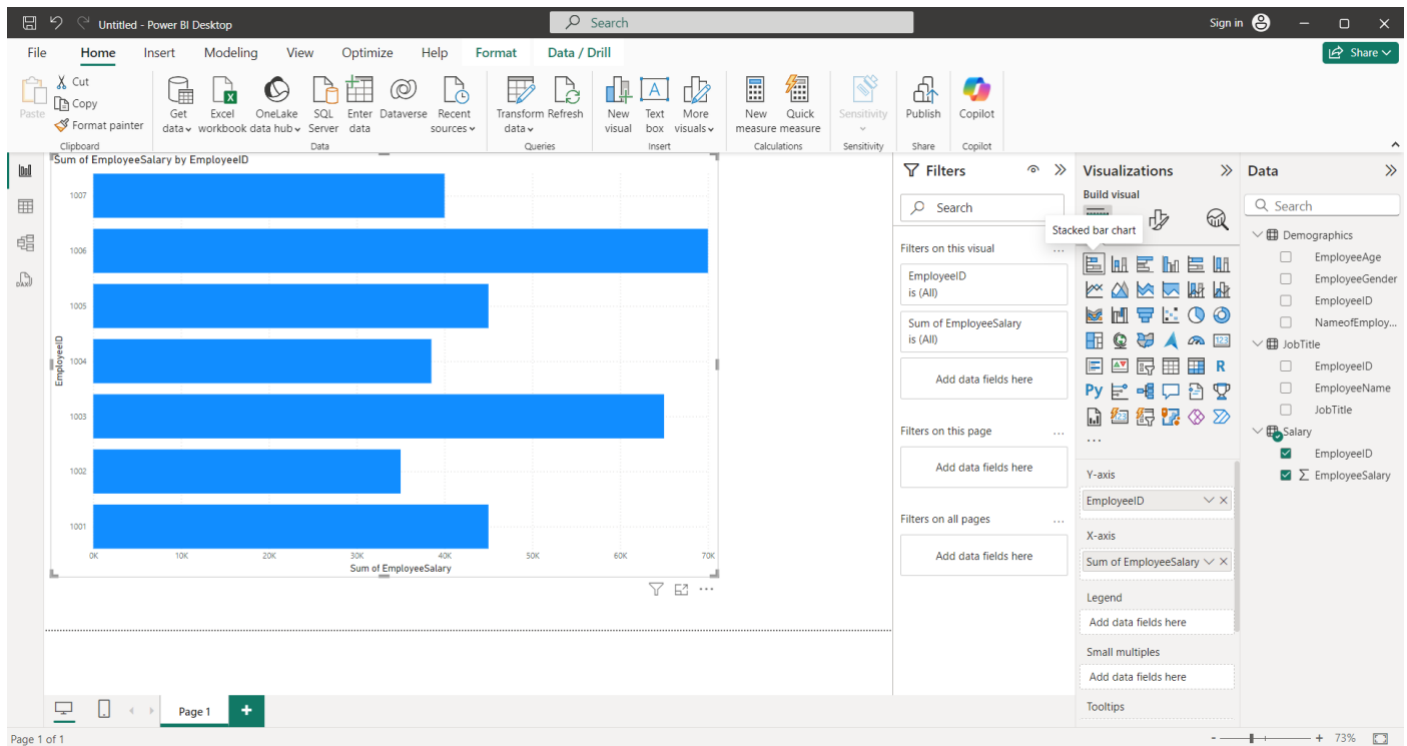 Untitled - Power BI Desktop
Search
Sign in
File Home Insert Modeling View Optimize Help Format Data / Drill
Share
Paste
Cut
Copy
Format painter
Clipboard
Get data
Excel workbook
OneLake data hub
SQL Server
Enter data
Dataverse
Recent sources
Data
Transform data
Refresh
Queries
New visual
Text box
More visuals
Insert
New measure
Quick measure
Calculations
Sensitivity
Sensitivity
Publish
Share
Copilot
Copilot
Sum of EmployeeSalary by EmployeeID
EmployeeID
1007
1006
1005
1004
1003
1002
1001
0K 10K 20K 30K 40K 50K 60K 70K
Sum of EmployeeSalary
Filters
Search
Filters on this visual
EmployeeID
is (All)
Sum of EmployeeSalary
is (All)
Add data fields here
Filters on this page
Add data fields here
Filters on all pages
Add data fields here
Visualizations
Build visual
Stacked bar chart
123
R
Py
Y-axis
EmployeeID
X-axis
Sum of EmployeeSalary
Legend
Add data fields here
Small multiples
Add data fields here
Tooltips
Data
Search
Demographics
EmployeeAge
EmployeeGender
EmployeeID
NameofEmploy...
JobTitle
EmployeeID
EmployeeName
JobTitle
Salary
EmployeeID
Σ EmployeeSalary
Page 1
Page 1 of 1
73%